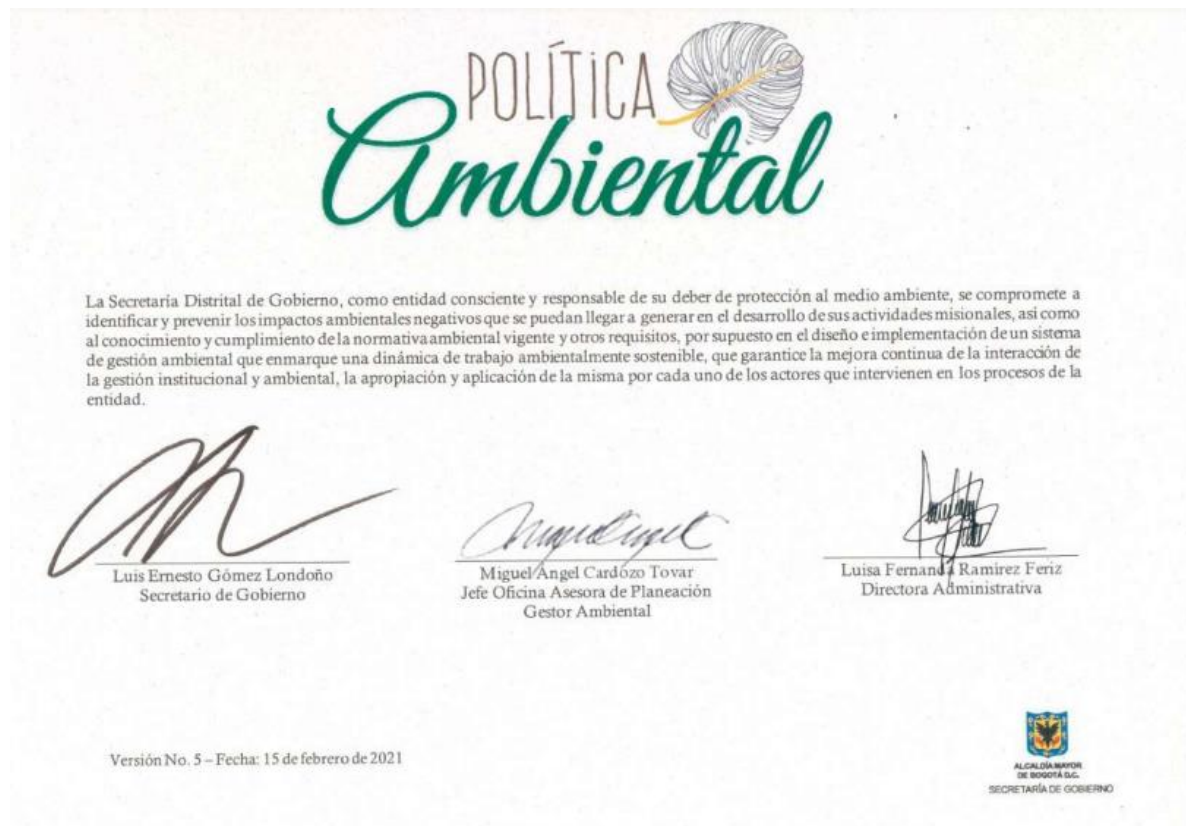 POLÍTICA
Ambiental
La Secretaría Distrital de Gobierno, como entidad consciente y responsable de su deber de protección al medio ambiente, se compromete a
identificar y prevenir los impactos ambientales negativos que se puedan llegar a generar en el desarrollo de sus actividades misionales, así como
al conocimiento y cumplimiento de la normativa ambiental vigente y otros requisitos, por supuesto en el diseño e implementación de un sistema
de gestión ambiental que enmarque una dinámica de trabajo ambientalmente sostenible, que garantice la mejora continua de la interacción de
la gestión institucional y ambiental, la apropiación y aplicación de la misma por cada uno de los actores que intervienen en los procesos de la
entidad.
Luis Ernesto Gómez Londoño
Secretario de Gobierno
Miguel Ángel Cardozo Tovar
Jefe Oficina Asesora de Planeación
Gestor Ambiental
Luisa Fernanda Ramírez Feriz
Directora Administrativa
Versión No. 5 – Fecha: 15 de febrero de 2021
ALCALDÍA MAYOR
DE BOGOTÁ D.C.
SECRETARÍA DE GOBIERNO